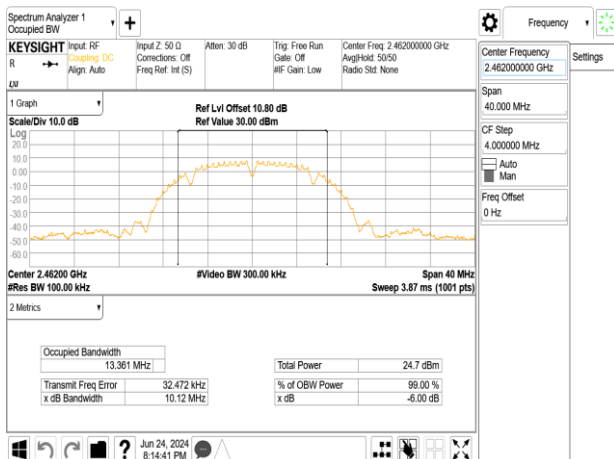 Spectrum Analyzer 1
Occupied BW
Frequency
KEYSIGHT
R
LXI
Input: RF
Coupling: DC
Align: Auto
Input Z: 50 Ω
Corrections: Off
Freq Ref: Int (S)
Atten: 30 dB
Trig: Free Run
Gate: Off
#IF Gain: Low
Center Freq: 2.462000000 GHz
Avg|Hold: 50/50
Radio Std: None
Center Frequency
2.462000000 GHz
Settings
Span
40.000 MHz
CF Step
4.000000 MHz
Auto
Man
Freq Offset
0 Hz
1 Graph
Scale/Div 10.0 dB
Ref Lvl Offset 10.80 dB
Ref Value 30.00 dBm
Log
20.0
10.0
0.00
-10.0
-20.0
-30.0
-40.0
-50.0
-60.0
Center 2.46200 GHz
#Video BW 300.00 kHz
Span 40 MHz
#Res BW 100.00 kHz
Sweep 3.87 ms (1001 pts)
2 Metrics
Occupied Bandwidth
13.361 MHz
Total Power 24.7 dBm
Transmit Freq Error 32.472 kHz
% of OBW Power 99.00 %
x dB Bandwidth 10.12 MHz
x dB -6.00 dB
?
Jun 24, 2024
8:14:41 PM